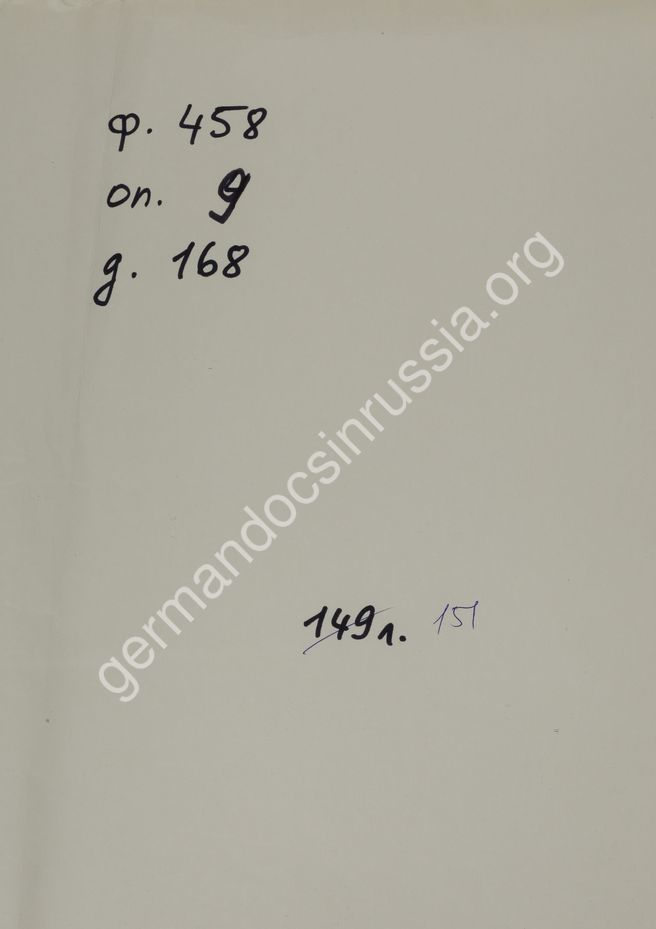 ф. 458
оп. 9
д. 168
germandocsinrussia.org
149 л. 151